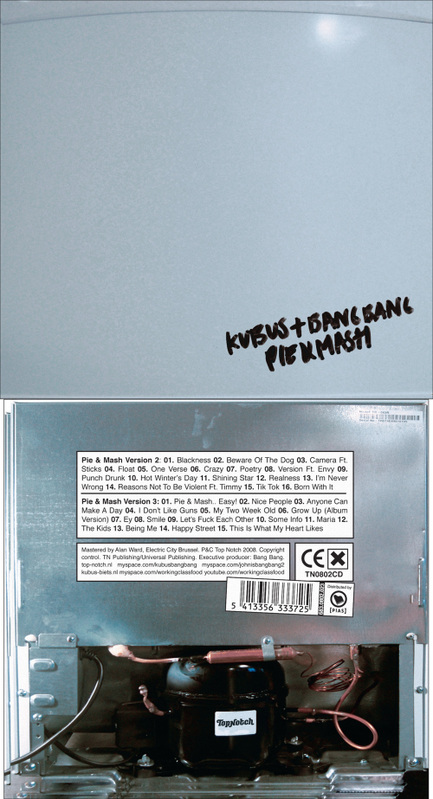 KUBUS + BANGBANG
PIE & MASH
Pie & Mash Version 2: 01. Blackness 02. Beware Of The Dog 03. Camera Ft.
Sticks 04. Float 05. One Verse 06. Crazy 07. Poetry 08. Version Ft. Envy 09.
Punch Drunk 10. Hot Winter's Day 11. Shining Star 12. Realness 13. I'm Never
Wrong 14. Reasons Not To Be Violent Ft. Timmy 15. Tik Tok 16. Born With It
Pie & Mash Version 3: 01. Pie & Mash.. Easy! 02. Nice People 03. Anyone Can
Make A Day 04. I Don't Like Guns 05. My Two Week Old 06. Grow Up (Album
Version) 07. Ey 08. Smile 09. Let's Fuck Each Other 10. Some Info 11. Maria 12.
The Kids 13. Being Me 14. Happy Street 15. This Is What My Heart Likes
Mastered by Alan Ward, Electric City Brussel. P&C Top Notch 2008. Copyright
control. TN Publishing/Universal Publishing. Executive producer: Bang Bang.
top-notch.nl myspace.com/kubusbangbang myspace.com/johnisbangbang2
kubus-biets.nl myspace.com/workingclassfood youtube.com/workingclassfood
CE
TN0802CD
5 413356 333725
Distributed by
[PIAS]
TopNotch